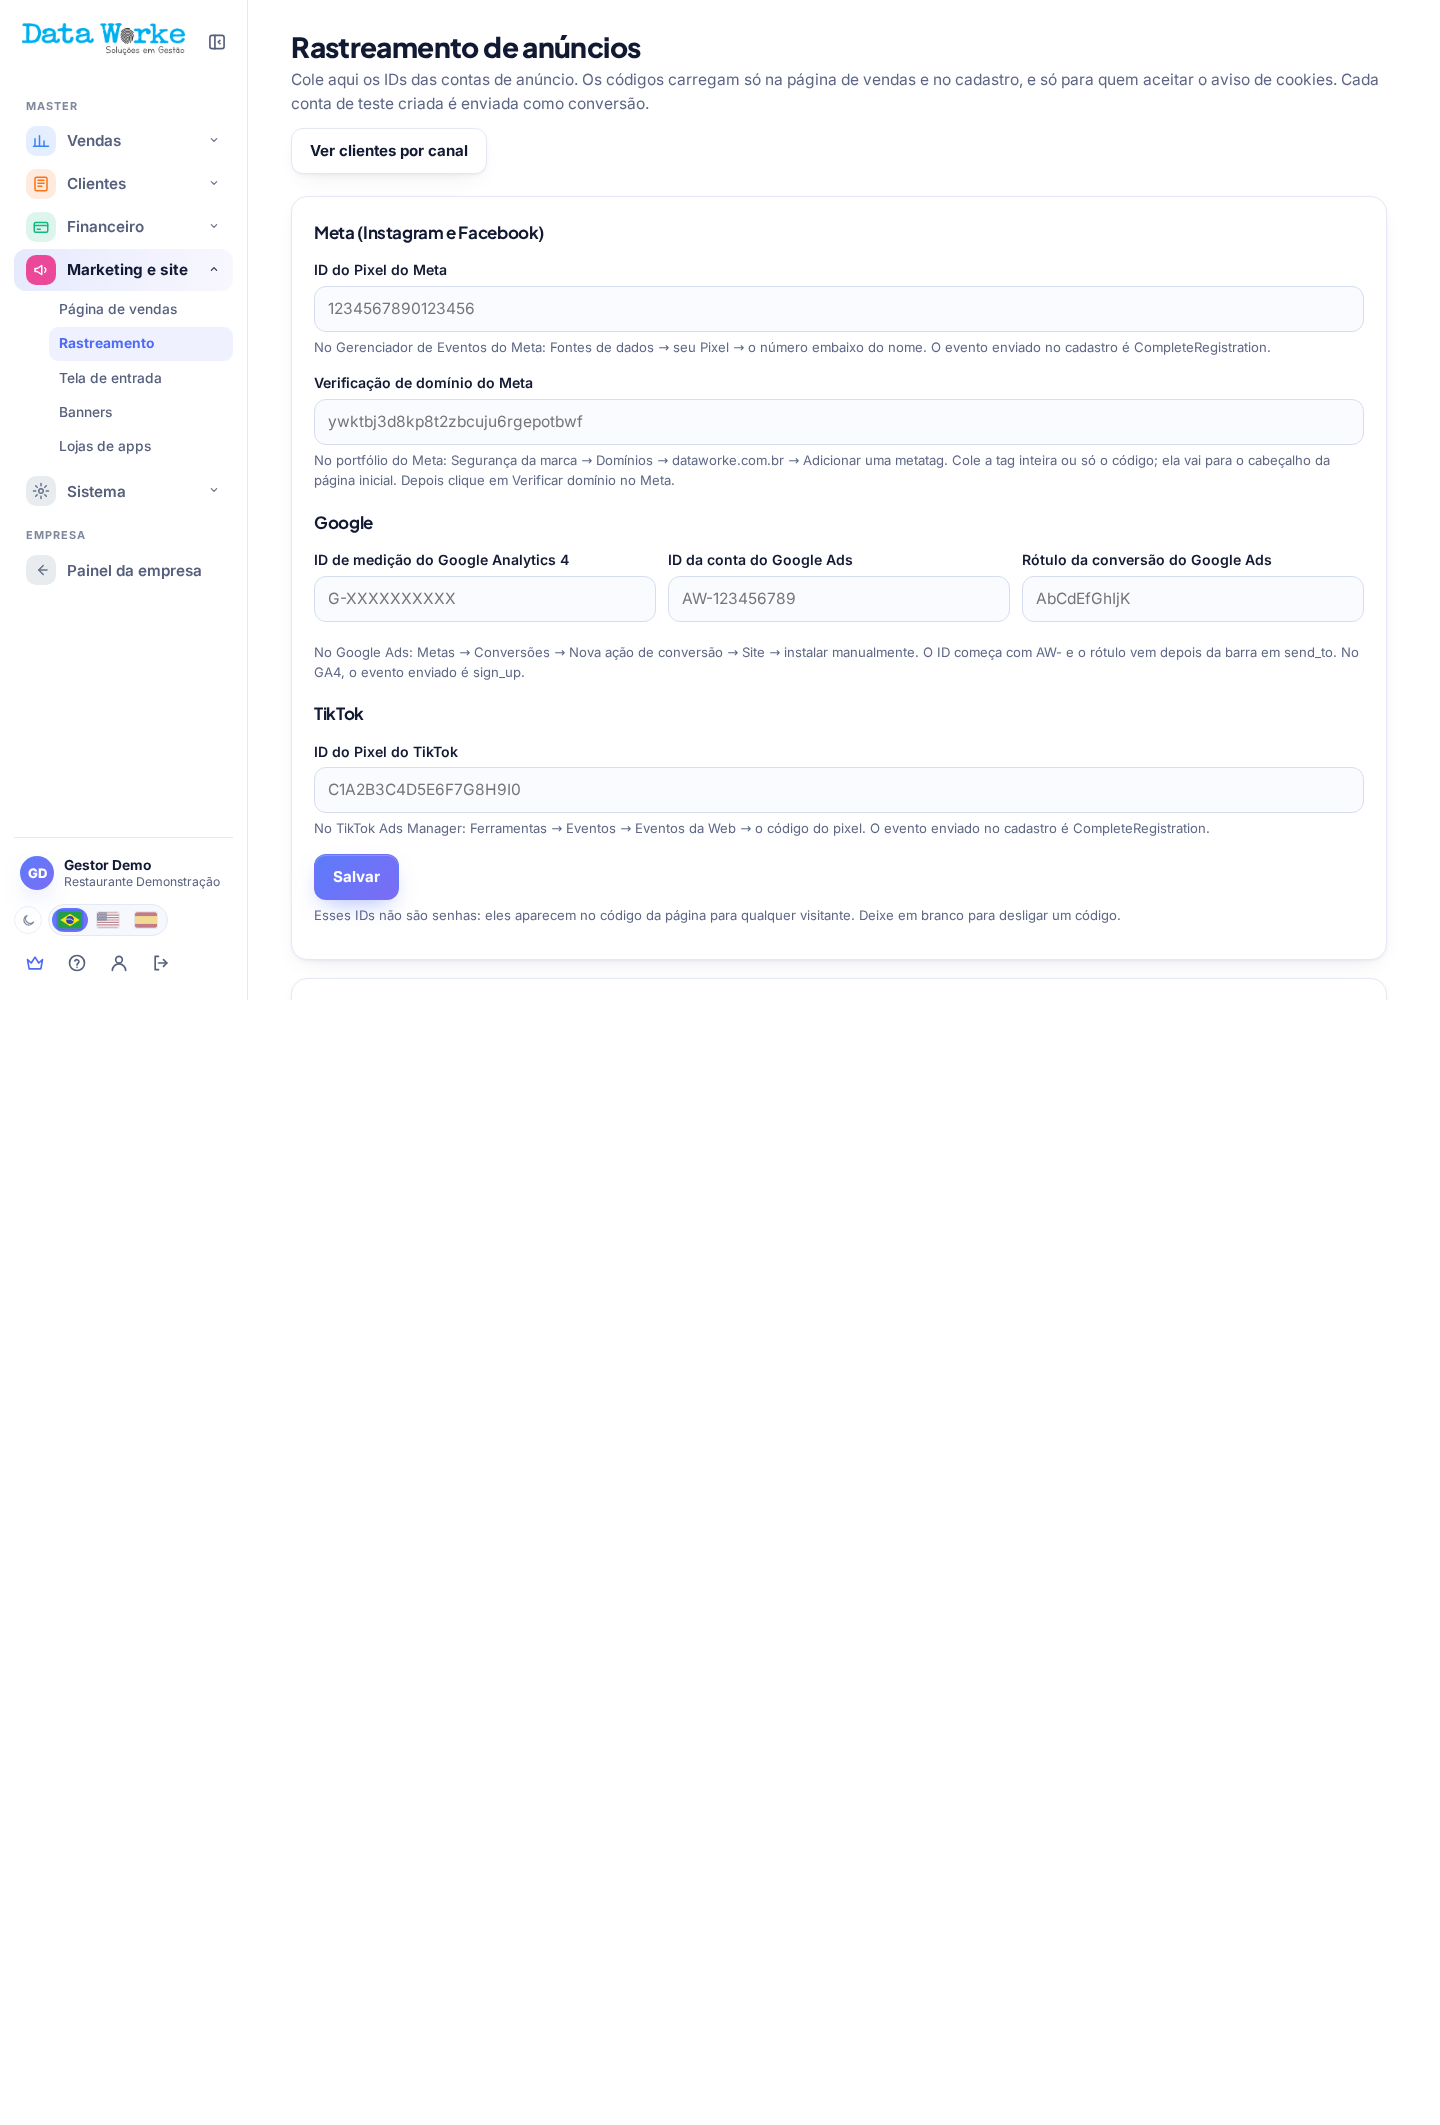 Data Worke
Soluções em Gestão
MASTER
Vendas
Clientes
Financeiro
Marketing e site
Página de vendas
Rastreamento
Tela de entrada
Banners
Lojas de apps
Sistema
EMPRESA
Painel da empresa
GD
Gestor Demo
Restaurante Demonstração
Rastreamento de anúncios
Cole aqui os IDs das contas de anúncio. Os códigos carregam só na página de vendas e no cadastro, e só para quem aceitar o aviso de cookies. Cada
conta de teste criada é enviada como conversão.
Ver clientes por canal
Meta (Instagram e Facebook)
ID do Pixel do Meta
1234567890123456
No Gerenciador de Eventos do Meta: Fontes de dados → seu Pixel → o número embaixo do nome. O evento enviado no cadastro é CompleteRegistration.
Verificação de domínio do Meta
ywktbj3d8kp8t2zbcuju6rgepotbwf
No portfólio do Meta: Segurança da marca → Domínios → dataworke.com.br → Adicionar uma metatag. Cole a tag inteira ou só o código; ela vai para o cabeçalho da
página inicial. Depois clique em Verificar domínio no Meta.
Google
ID de medição do Google Analytics 4
G-XXXXXXXXXX
ID da conta do Google Ads
AW-123456789
Rótulo da conversão do Google Ads
AbCdEfGhIjK
No Google Ads: Metas → Conversões → Nova ação de conversão → Site → instalar manualmente. O ID começa com AW- e o rótulo vem depois da barra em send_to. No
GA4, o evento enviado é sign_up.
TikTok
ID do Pixel do TikTok
C1A2B3C4D5E6F7G8H9I0
No TikTok Ads Manager: Ferramentas → Eventos → Eventos da Web → o código do pixel. O evento enviado no cadastro é CompleteRegistration.
Salvar
Esses IDs não são senhas: eles aparecem no código da página para qualquer visitante. Deixe em branco para desligar um código.